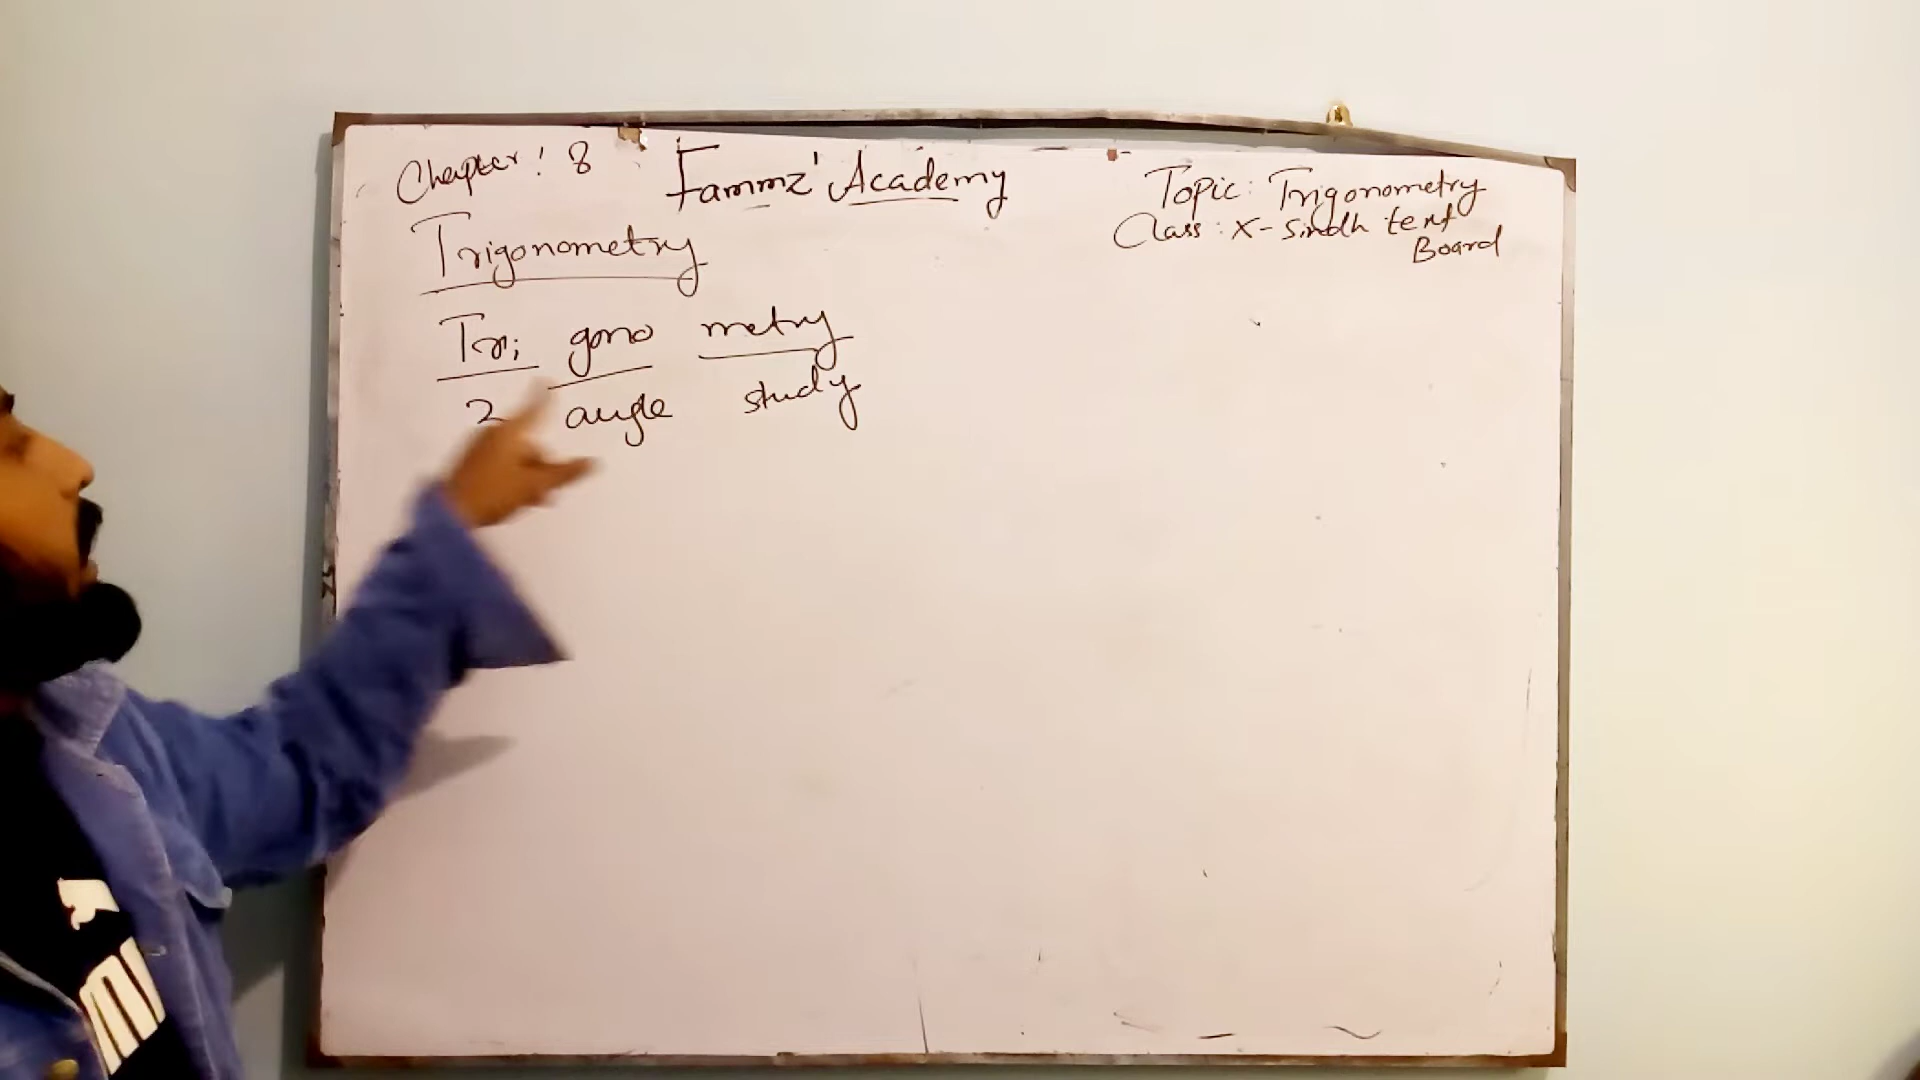 Chapter: 8
Fammz' Academy
Topic: Trigonometry
Class: X- Sindh text
Board
Trigonometry
Tri gono metry
3 angle study